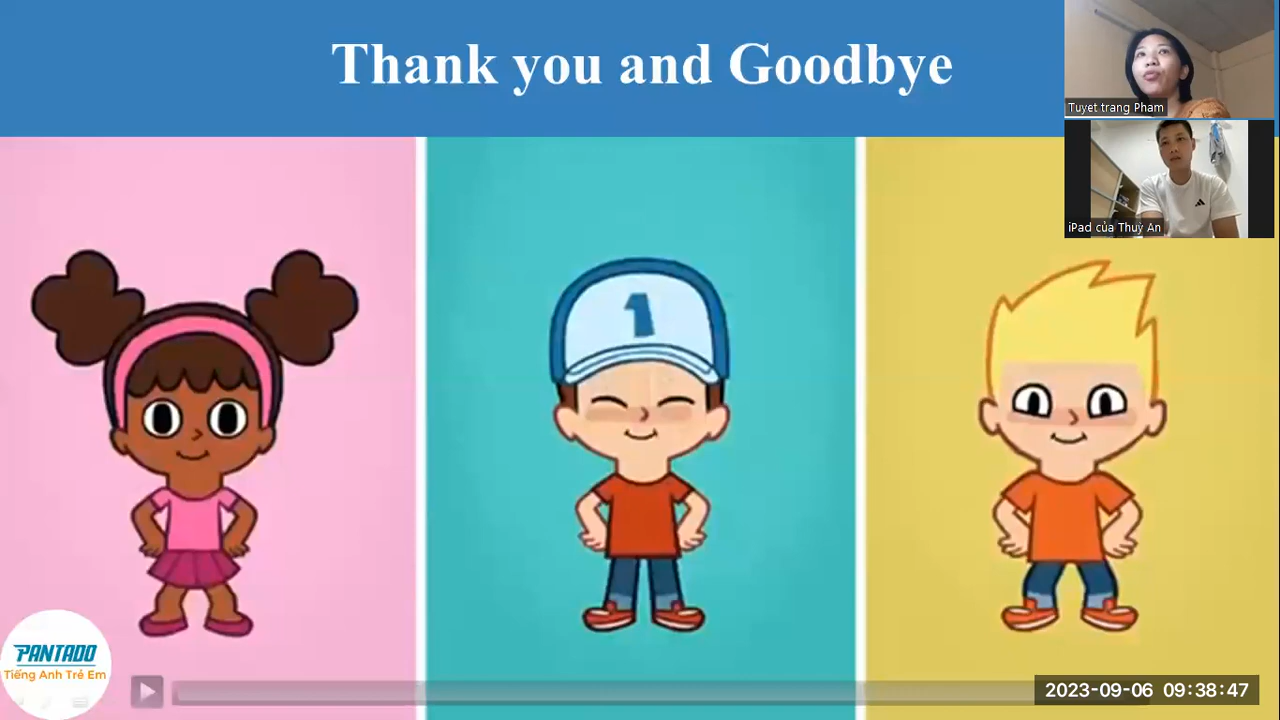 Thank you and Goodbye
Tuyet trang Pham
iPad của Thuỳ An
1
PANTADO
Tiếng Anh Trẻ Em
2023-09-06 09:38:47